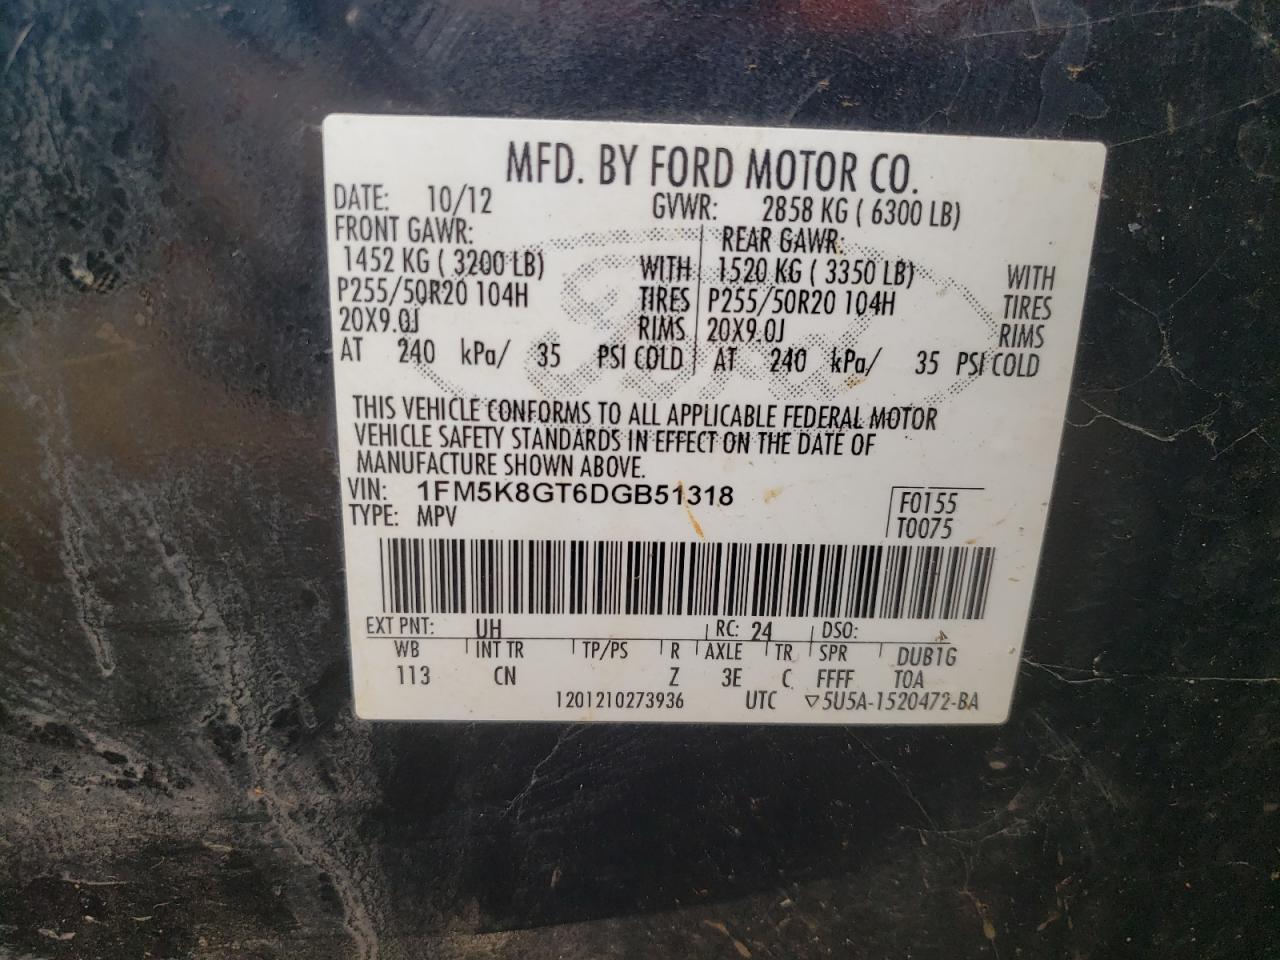 MFD. BY FORD MOTOR CO.
DATE: 10/12 GVWR: 2858 KG ( 6300 LB)
FRONT GAWR: REAR GAWR:
1452 KG ( 3200 LB) WITH 1520 KG ( 3350 LB) WITH
P255/50R20 104H TIRES P255/50R20 104H TIRES
20X9.0J RIMS 20X9.0J RIMS
AT 240 kPa/ 35 PSI COLD AT 240 kPa/ 35 PSI COLD
THIS VEHICLE CONFORMS TO ALL APPLICABLE FEDERAL MOTOR
VEHICLE SAFETY STANDARDS IN EFFECT ON THE DATE OF
MANUFACTURE SHOWN ABOVE.
VIN: 1FM5K8GT6DGB51318 F0155
TYPE: MPV T0075
EXT PNT: UH RC: 24 DSO:
WB INT TR TP/PS R AXLE TR SPR DUB1G
113 CN Z 3E C FFFF T0A
1201210273936 UTC ▽5U5A-1520472-BA